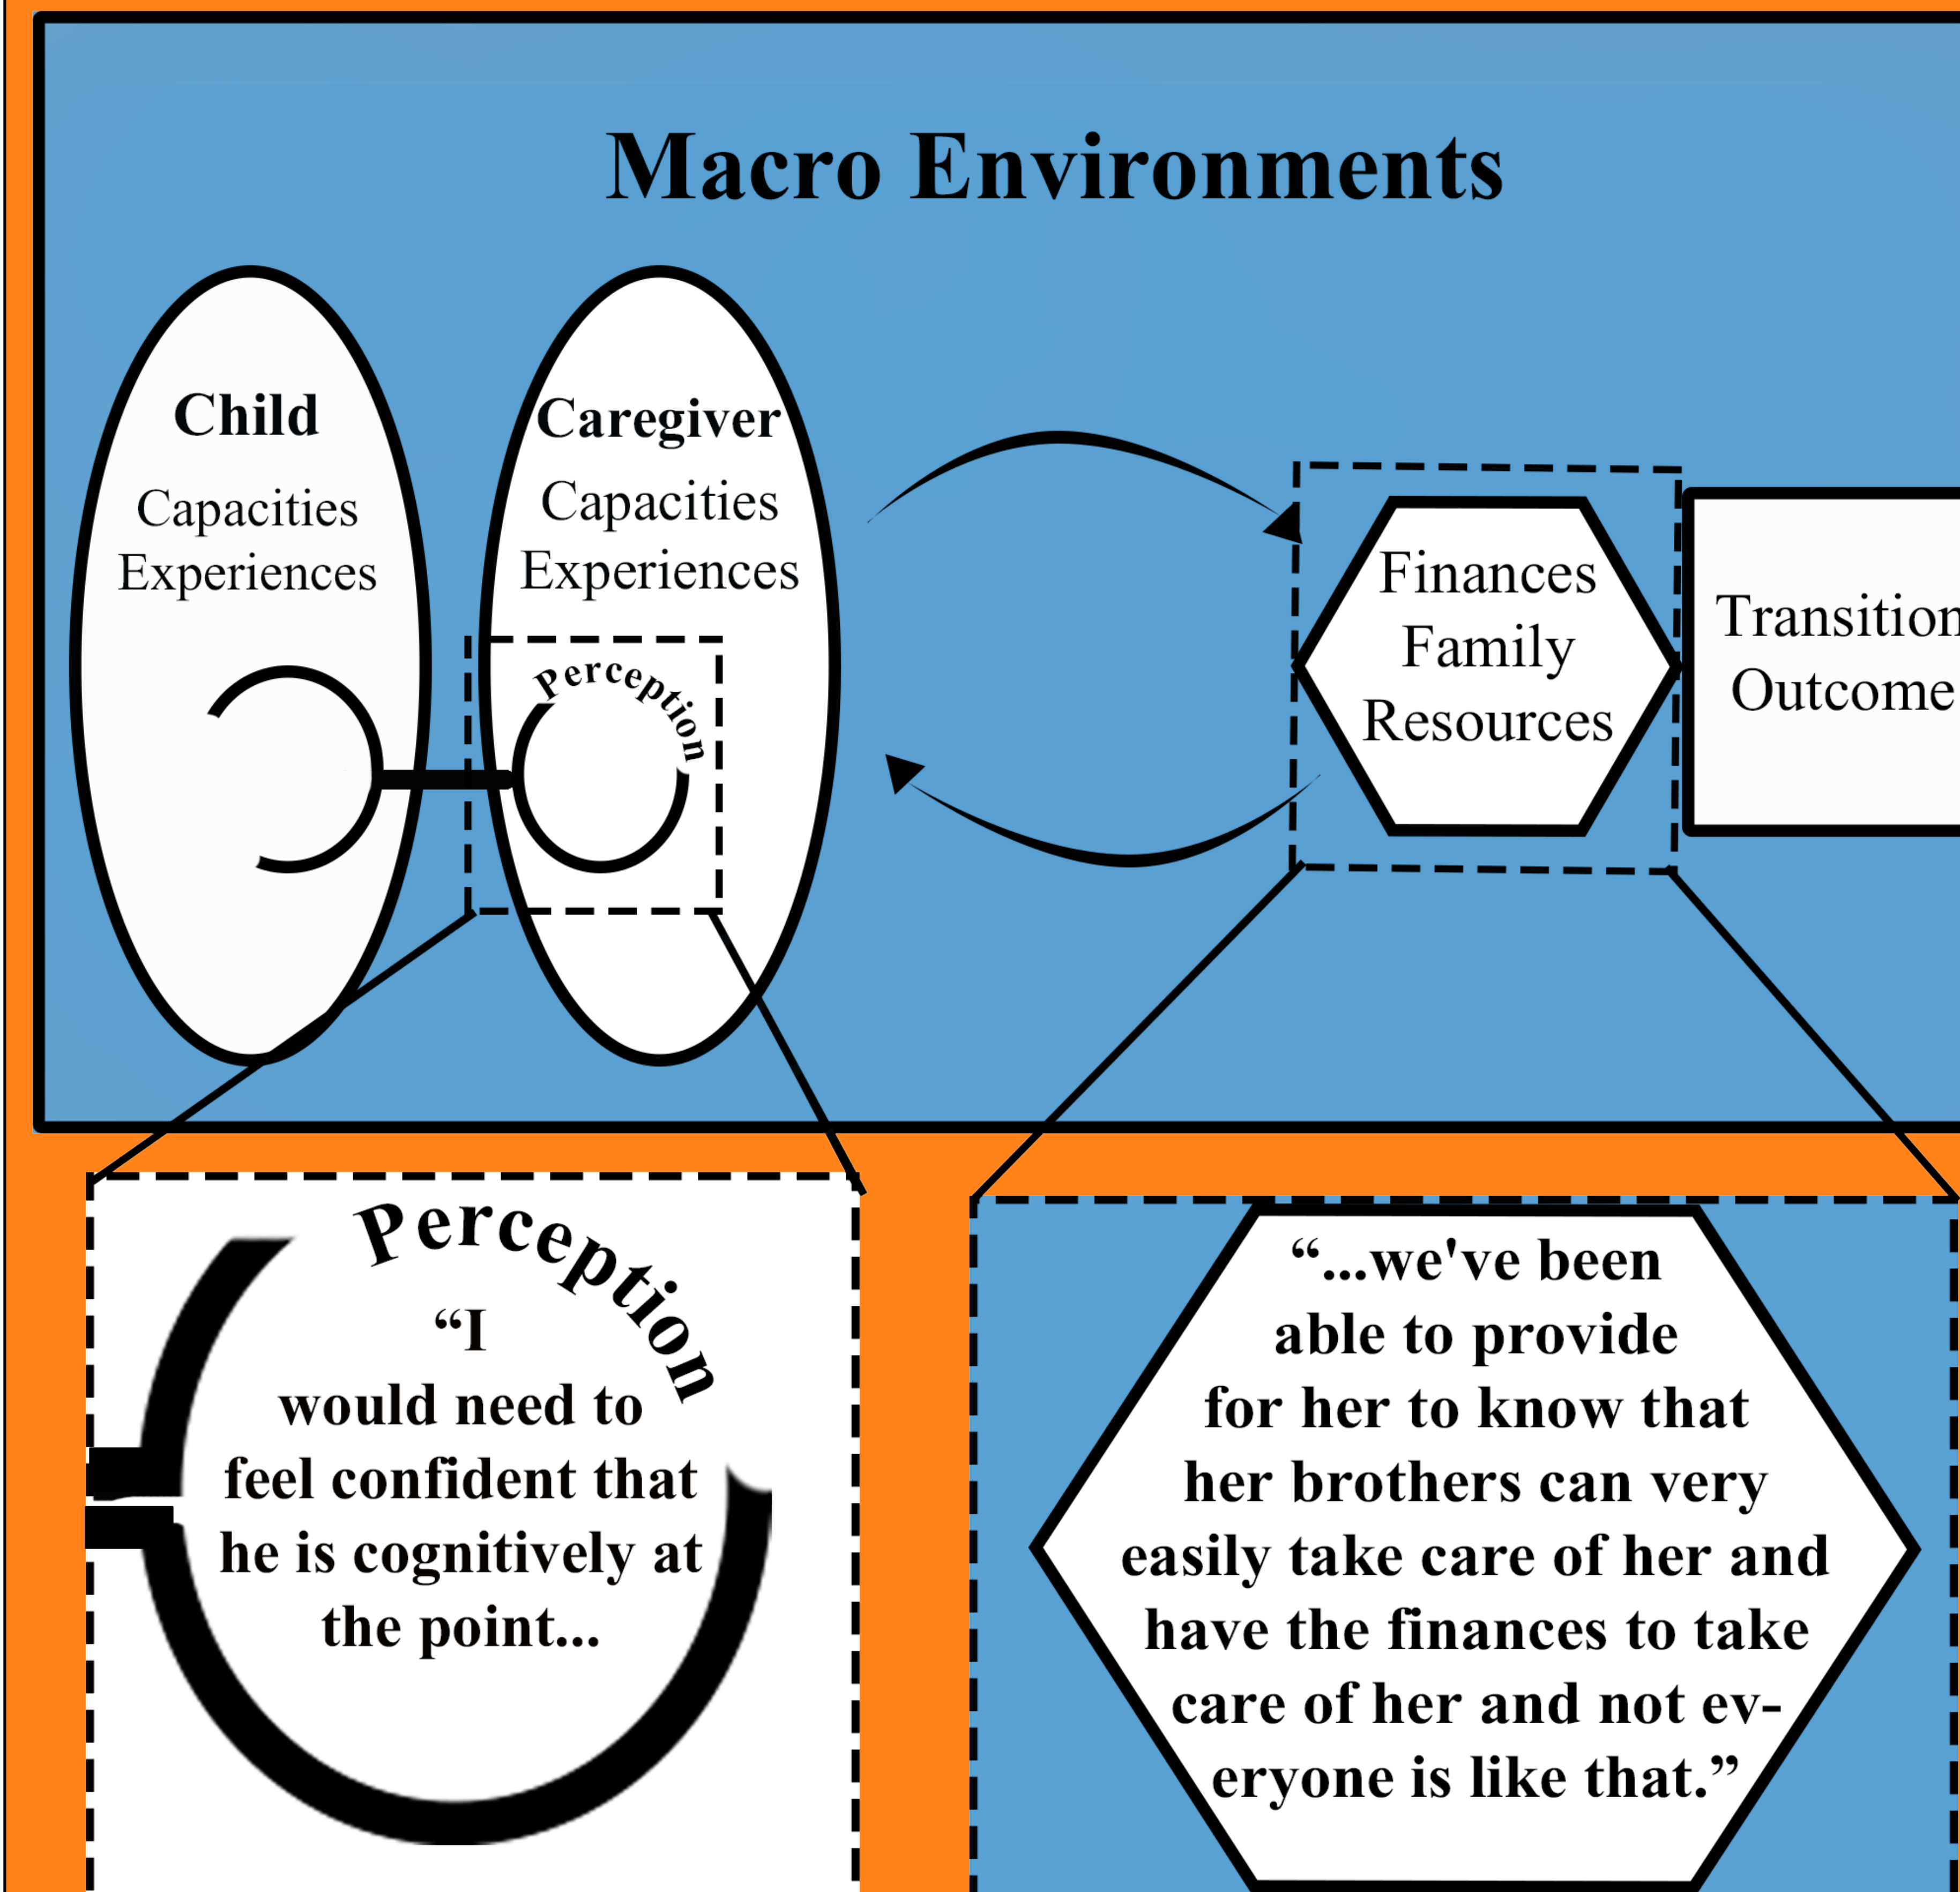 Macro Environments
Child
Capacities
Experiences
Caregiver
Capacities
Experiences
Perception
Finances
Family
Resources
Transition
Outcome
Perception
“I
would need to
feel confident that
he is cognitively at
the point...
“...we've been
able to provide
for her to know that
her brothers can very
easily take care of her and
have the finances to take
care of her and not ev-
eryone is like that.”